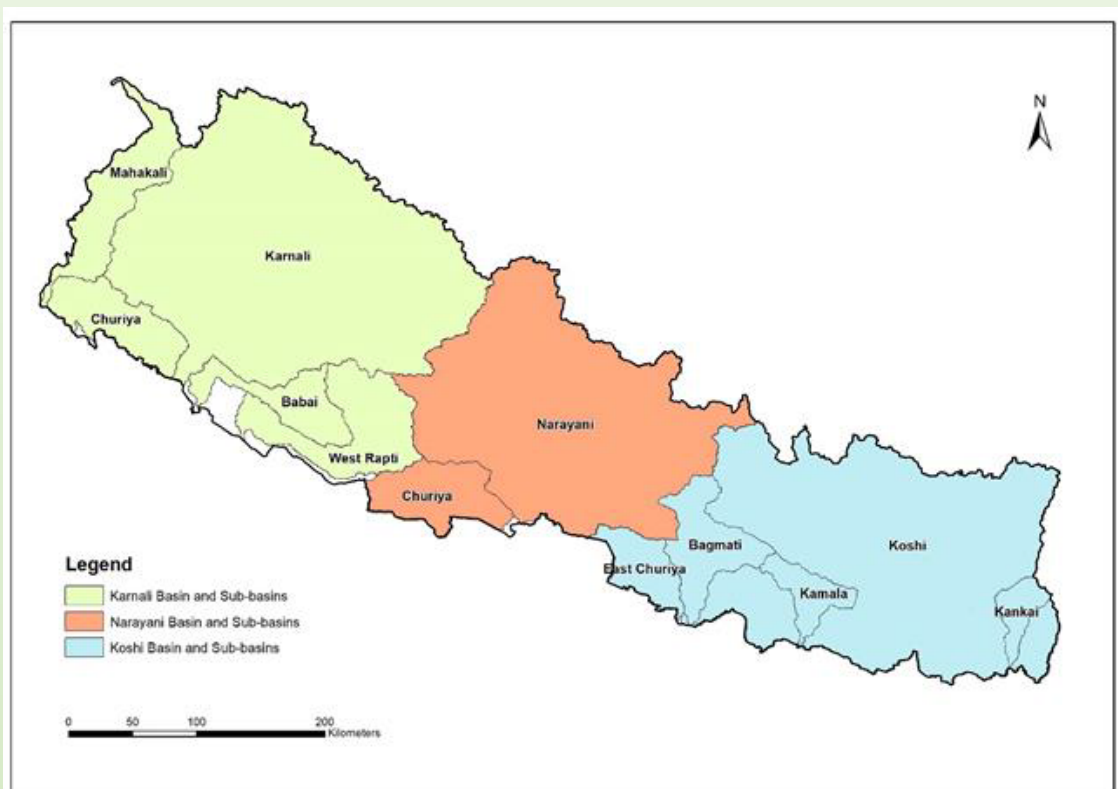 N
Mahakali
Karnali
Churiya
Babai
Narayani
West Rapti
Churiya
Bagmati
Koshi
East Churiya
Kamala
Kankai
Legend
Karnali Basin and Sub-basins
Narayani Basin and Sub-basins
Koshi Basin and Sub-basins
0 50 100 200
Kilometers